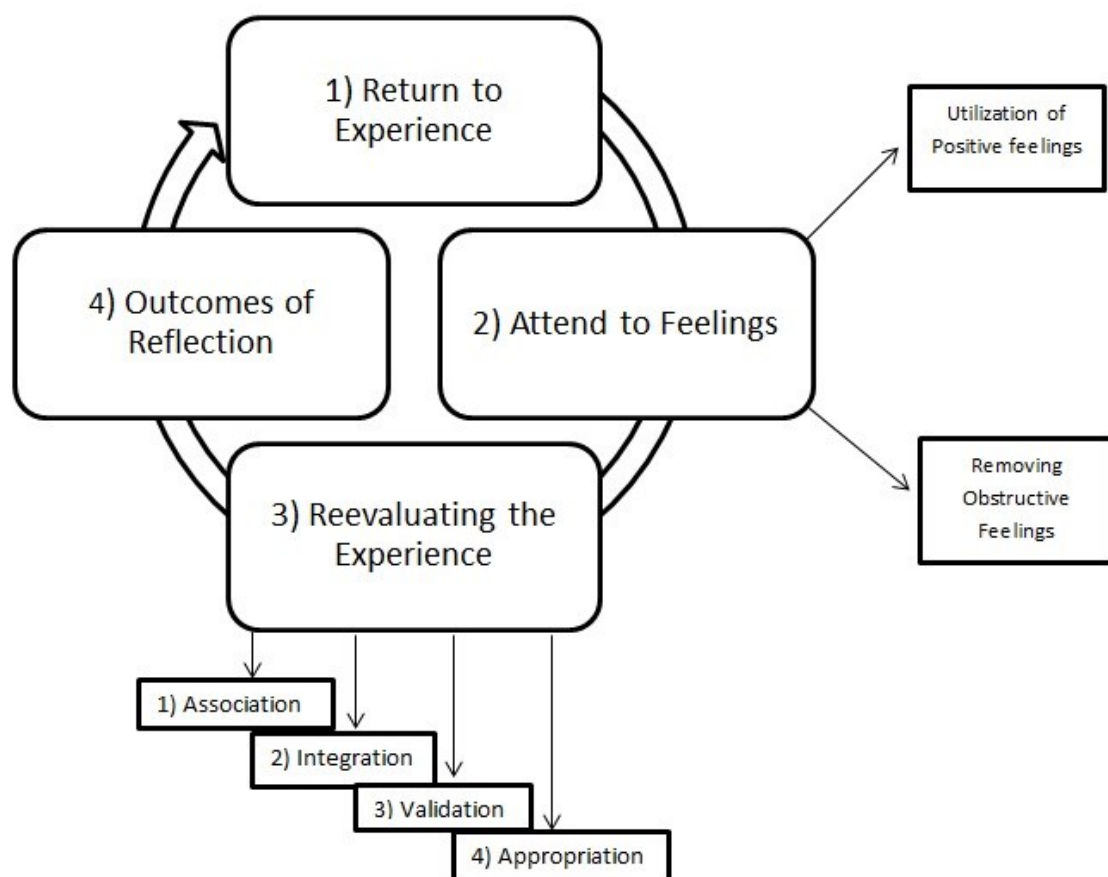 1) Return to
Experience
Utilization of
Positive feelings
4) Outcomes of
Reflection
2) Attend to Feelings
3) Reevaluating the
Experience
Removing
Obstructive
Feelings
1) Association
2) Integration
3) Validation
4) Appropriation